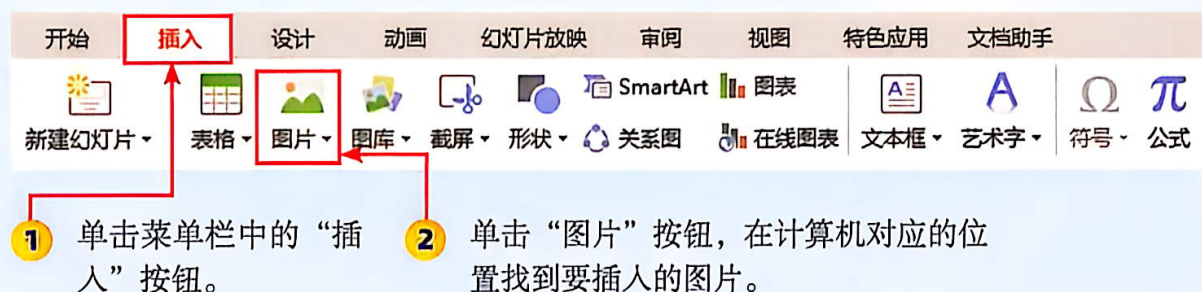 开始 插入 设计 动画 幻灯片放映 审阅 视图 特色应用 文档助手
SmartArt 图表
新建幻灯片 表格 图片 图库 截屏 形状 关系图 在线图表 文本框 艺术字 符号 公式
1 单击菜单栏中的“插
入”按钮。
2 单击“图片”按钮，在计算机对应的位
置找到要插入的图片。